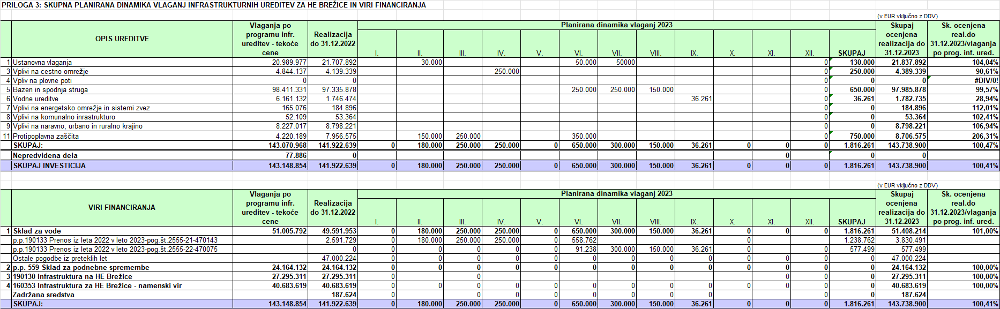 PRILOGA 3: SKUPNA PLANIRANA DINAMIKA VLAGANJ INFRASTRUKTURNIH UREDITEV ZA HE BREŽICE IN VIRI FINANCIRANJA
(v EUR vključno z DDV)
OPIS UREDITVE Vlaganja po programu infr. ureditev - tekoče cene Realizacija do 31.12.2022 Planirana dinamika vlaganj 2023 Skupaj ocenjena realizacija do 31.12.2023 Sk. ocenjena real.do 31.12.2023/vlaganja po prog. inf. ured.
I. II. III. IV. V. VI. VII. VIII. IX. X. XI. XII. SKUPAJ
1 Ustanovna vlaganja 20.989.977 21.707.892 30.000 50.000 50000 0 130.000 21.837.892 104,04%
3 Vplivi na cestno omrežje 4.844.137 4.139.339 250.000 0 250.000 4.389.339 90,61%
4 Vpliv na plovne poti 0 0 0 0 0 #DIV/0!
5 Bazen in spodnja struga 98.411.331 97.335.878 250.000 250.000 150.000 0 650.000 97.985.878 99,57%
6 Vodne ureditve 6.161.132 1.746.474 36.261 0 36.261 1.782.735 28,94%
7 Vplivi na energetsko omrežje in sistemi zvez 165.076 184.896 0 0 184.896 112,01%
8 Vplivi na komunalno inrastrukturo 52.109 53.364 0 0 53.364 102,41%
9 Vplivi na naravno, urbano in ruralno krajino 8.227.017 8.798.221 0 0 8.798.221 106,94%
11 Protipoplavna zaščita 4.220.189 7.956.575 150.000 250.000 350.000 0 750.000 8.706.575 206,31%
SKUPAJ: 143.070.968 141.922.639 0 180.000 250.000 250.000 0 650.000 300.000 150.000 36.261 0 0 0 1.816.261 143.738.900 100,47%
Nepredvidena dela 77.886 0 0 0 0 0
SKUPAJ INVESTICIJA 143.148.854 141.922.639 0 180.000 250.000 250.000 0 650.000 300.000 150.000 36.261 0 0 0 1.816.261 143.738.900 100,41%
(v EUR vključno z DDV)
VIRI FINANCIRANJA Vlaganja po programu infr. ureditev - tekoče cene Realizacija do 31.12.2022 Planirana dinamika vlaganj 2023 Skupaj ocenjena realizacija do 31.12.2023 Sk. ocenjena real.do 31.12.2023/vlaganja po prog. inf. ured.
I. II. III. IV. V. VI. VII. VIII. IX. X. XI. XII. SKUPAJ
1 Sklad za vode 51.005.792 49.591.953 0 180.000 250.000 250.000 0 650.000 300.000 150.000 36.261 0 0 0 1.816.261 51.408.214 101,00%
p.p.190133 Prenos iz leta 2022 v leto 2023-pog.št.2555-21-470143 2.591.729 0 180.000 250.000 250.000 0 558.762 0 1.238.762 3.830.491
p.p.190133 Prenos iz leta 2022 v leto 2023-pog.št.2555-22-470075 0 0 0 0 0 0 91.238 300.000 150.000 36.261 0 0 0 577.499 577.499
Ostale pogodbe iz preteklih let 47.000.224 0 0 0 0 0 0 0 0 0 0 0 0 0 47.000.224
2 p.p. 559 Sklad za podnebne spremembe 24.164.132 24.164.132 0 0 0 0 0 0 0 0 0 0 0 0 0 24.164.132 100,00%
3 190130 Infrastruktura na HE Brežice 27.295.311 27.295.311 0 0 0 0 0 27.295.311 100,00%
4 160353 Infrastruktura za HE Brežice - namenski vir 40.683.619 40.683.619 0 0 0 0 0 0 0 0 0 0 0 0 0 40.683.619 100,00%
Zadržana sredstva 187.624 0 0 0 0 0 0 0 0 0 0 0 187.624
SKUPAJ: 143.148.854 141.922.639 0 180.000 250.000 250.000 0 650.000 300.000 150.000 36.261 0 0 0 1.816.261 143.738.900 100,41%